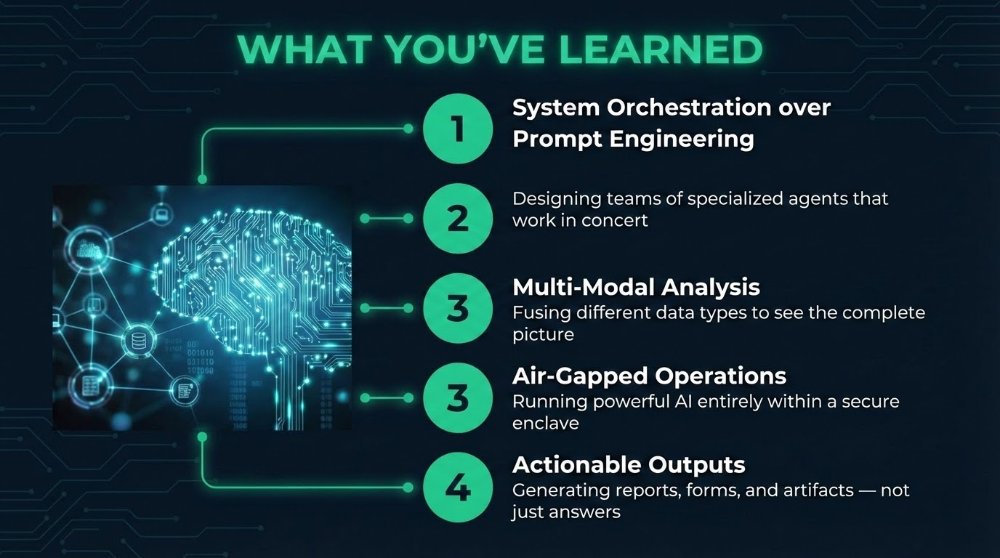 WHAT YOU’VE LEARNED
1
System Orchestration over
Prompt Engineering
2
Designing teams of specialized agents that
work in concert
3
Multi-Modal Analysis
Fusing different data types to see the complete
picture
3
Air-Gapped Operations
Running powerful AI entirely within a secure
enclave
4
Actionable Outputs
Generating reports, forms, and artifacts — not
just answers
001010